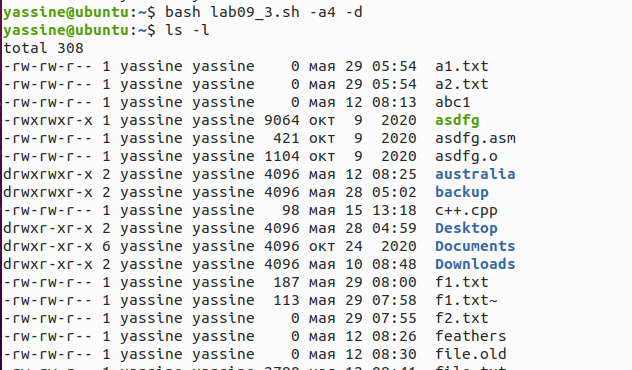 yassine@ubuntu:~$ bash lab09_3.sh -a4 -d
yassine@ubuntu:~$ ls -l
total 308
-rw-rw-r-- 1 yassine yassine    0 мая 29 05:54  a1.txt
-rw-rw-r-- 1 yassine yassine    0 мая 29 05:54  a2.txt
-rw-rw-r-- 1 yassine yassine    0 мая 12 08:13  abc1
-rwxrwxr-x 1 yassine yassine 9064 окт  9  2020  asdfg
-rw-rw-r-- 1 yassine yassine  421 окт  9  2020  asdfg.asm
-rw-rw-r-- 1 yassine yassine 1104 окт  9  2020  asdfg.o
drwxrwxr-x 2 yassine yassine 4096 мая 12 08:25  australia
drwxrwxr-x 2 yassine yassine 4096 мая 28 05:02  backup
-rw-rw-r-- 1 yassine yassine   98 мая 15 13:18  c++.cpp
drwxr-xr-x 2 yassine yassine 4096 мая 28 04:59  Desktop
drwxr-xr-x 6 yassine yassine 4096 окт 24  2020  Documents
drwxr-xr-x 2 yassine yassine 4096 мая 10 08:48  Downloads
-rw-rw-r-- 1 yassine yassine  187 мая 29 08:00  f1.txt
-rw-rw-r-- 1 yassine yassine  113 мая 29 07:58  f1.txt~
-rw-rw-r-- 1 yassine yassine    0 мая 29 07:55  f2.txt
-rw-rw-r-- 1 yassine yassine    0 мая 12 08:26  feathers
-rw-rw-r-- 1 yassine yassine    0 мая 12 08:30  file.old